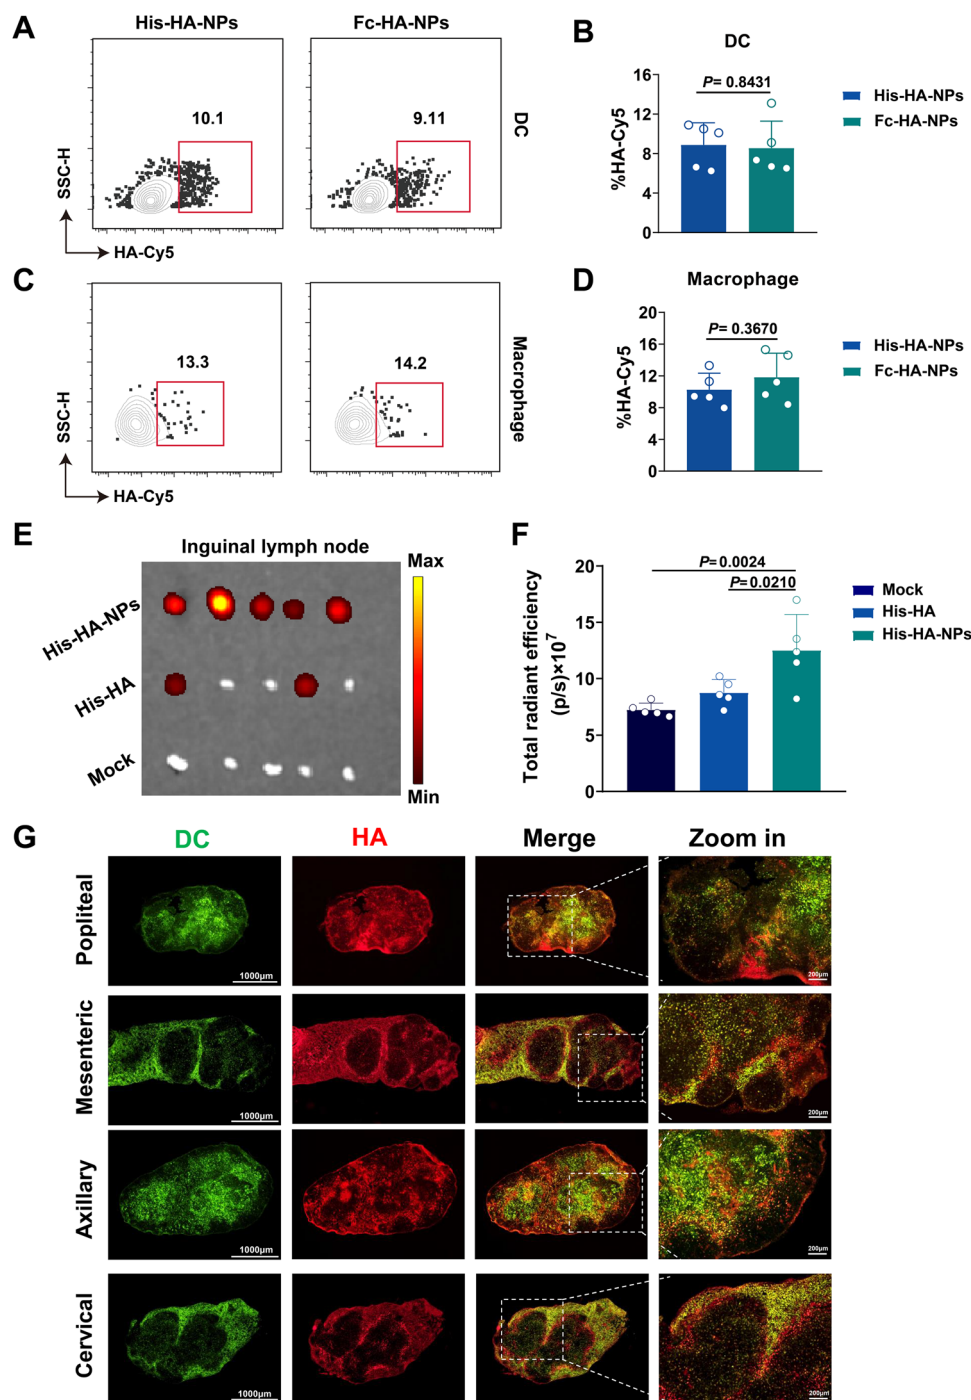 A
His-HA-NPs
Fc-HA-NPs
10.1
9.11
DC
SSC-H
HA-Cy5
B
DC
16
12
8
4
0
%HA-Cy5
P= 0.8431
His-HA-NPs
Fc-HA-NPs
C
13.3
14.2
Macrophage
SSC-H
HA-Cy5
D
Macrophage
20
16
12
8
4
0
%HA-Cy5
P= 0.3670
His-HA-NPs
Fc-HA-NPs
E
Inguinal lymph node
His-HA-NPs
His-HA
Mock
Max
Min
F
P= 0.0024
P= 0.0210
20
15
10
5
0
Total radiant efficiency
(p/s)×10⁷
Mock
His-HA
His-HA-NPs
G
DC
HA
Merge
Zoom in
Popliteal
1000μm
200μm
Mesenteric
1000μm
200μm
Axillary
1000μm
200μm
Cervical
1000μm
200μm